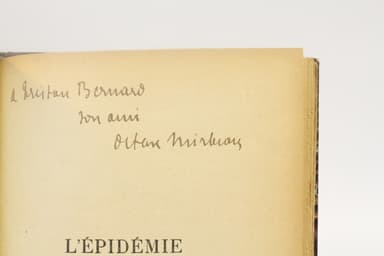 a Tristan Bernard
son ami
Octave Mirbeau
L'ÉPIDÉMIE